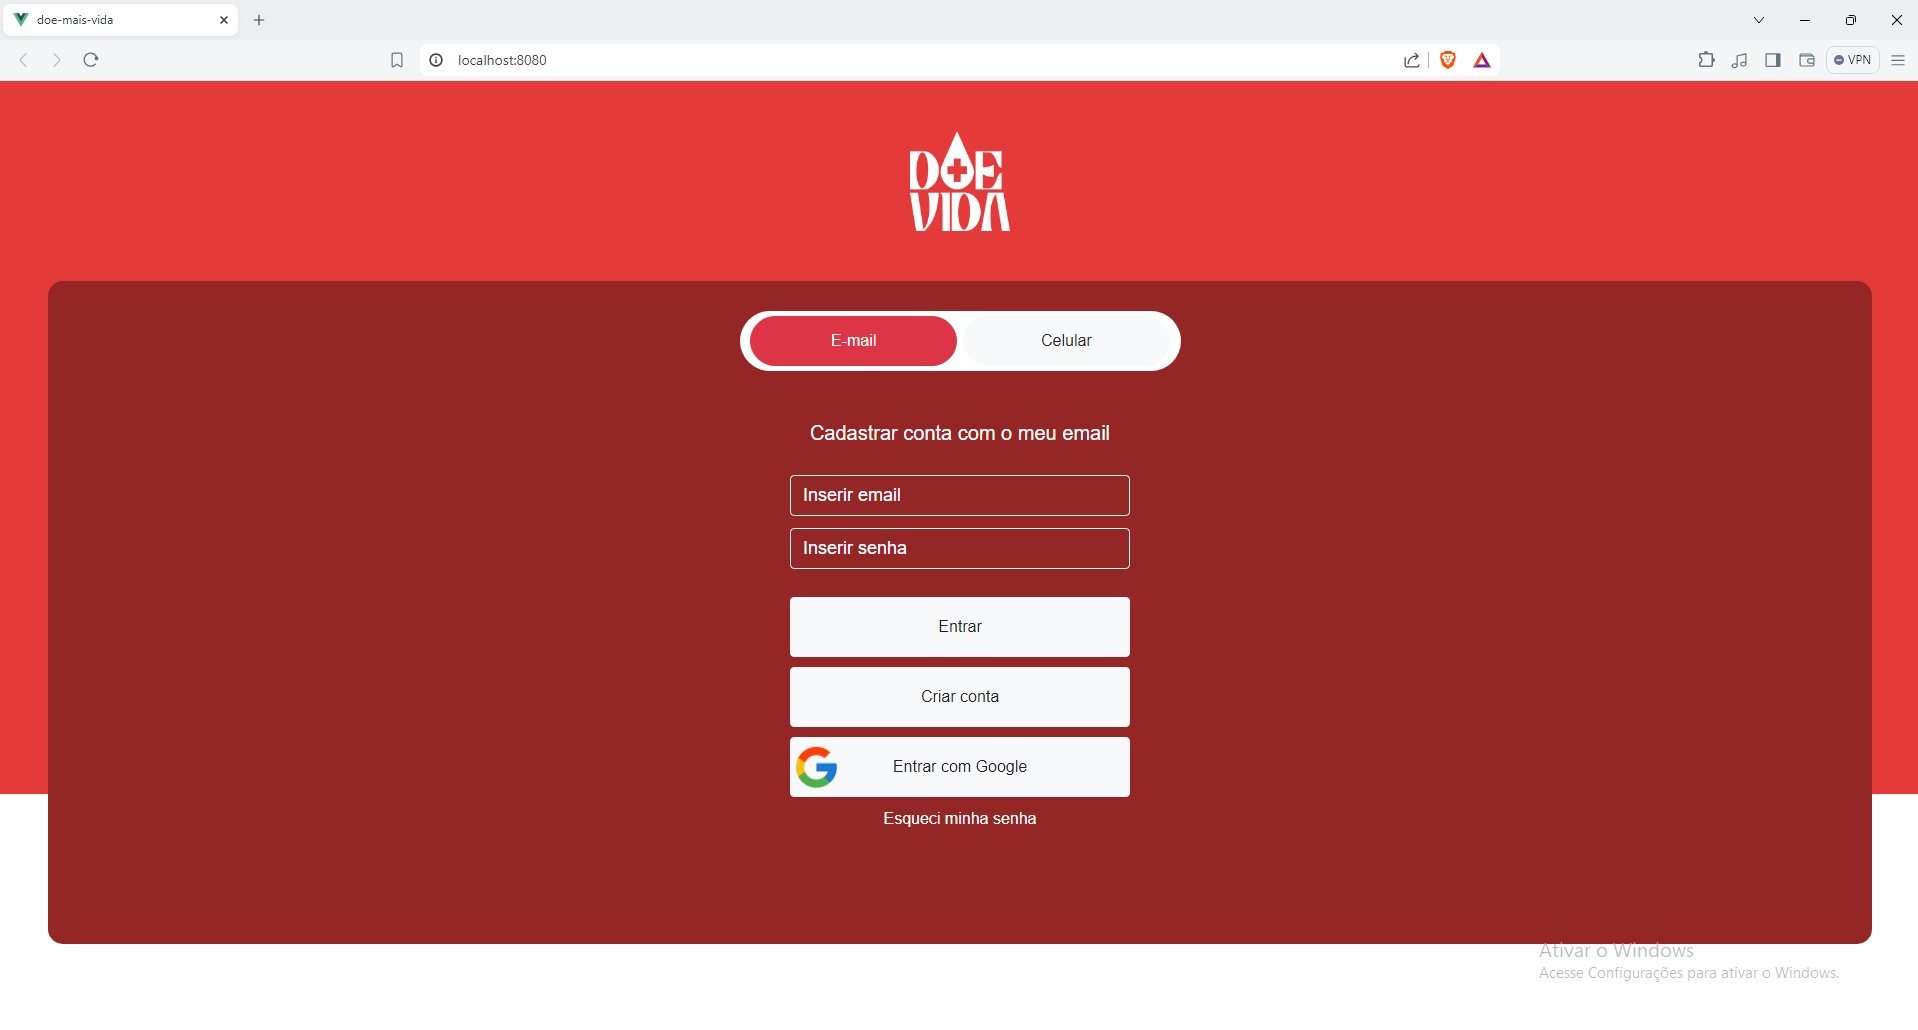 doe-mais-vida
localhost:8080
VPN
DOE
VIDA
E-mail
Celular
Cadastrar conta com o meu email
Inserir email
Inserir senha
Entrar
Criar conta
Entrar com Google
Esqueci minha senha
Ativar o Windows
Acesse Configurações para ativar o Windows.